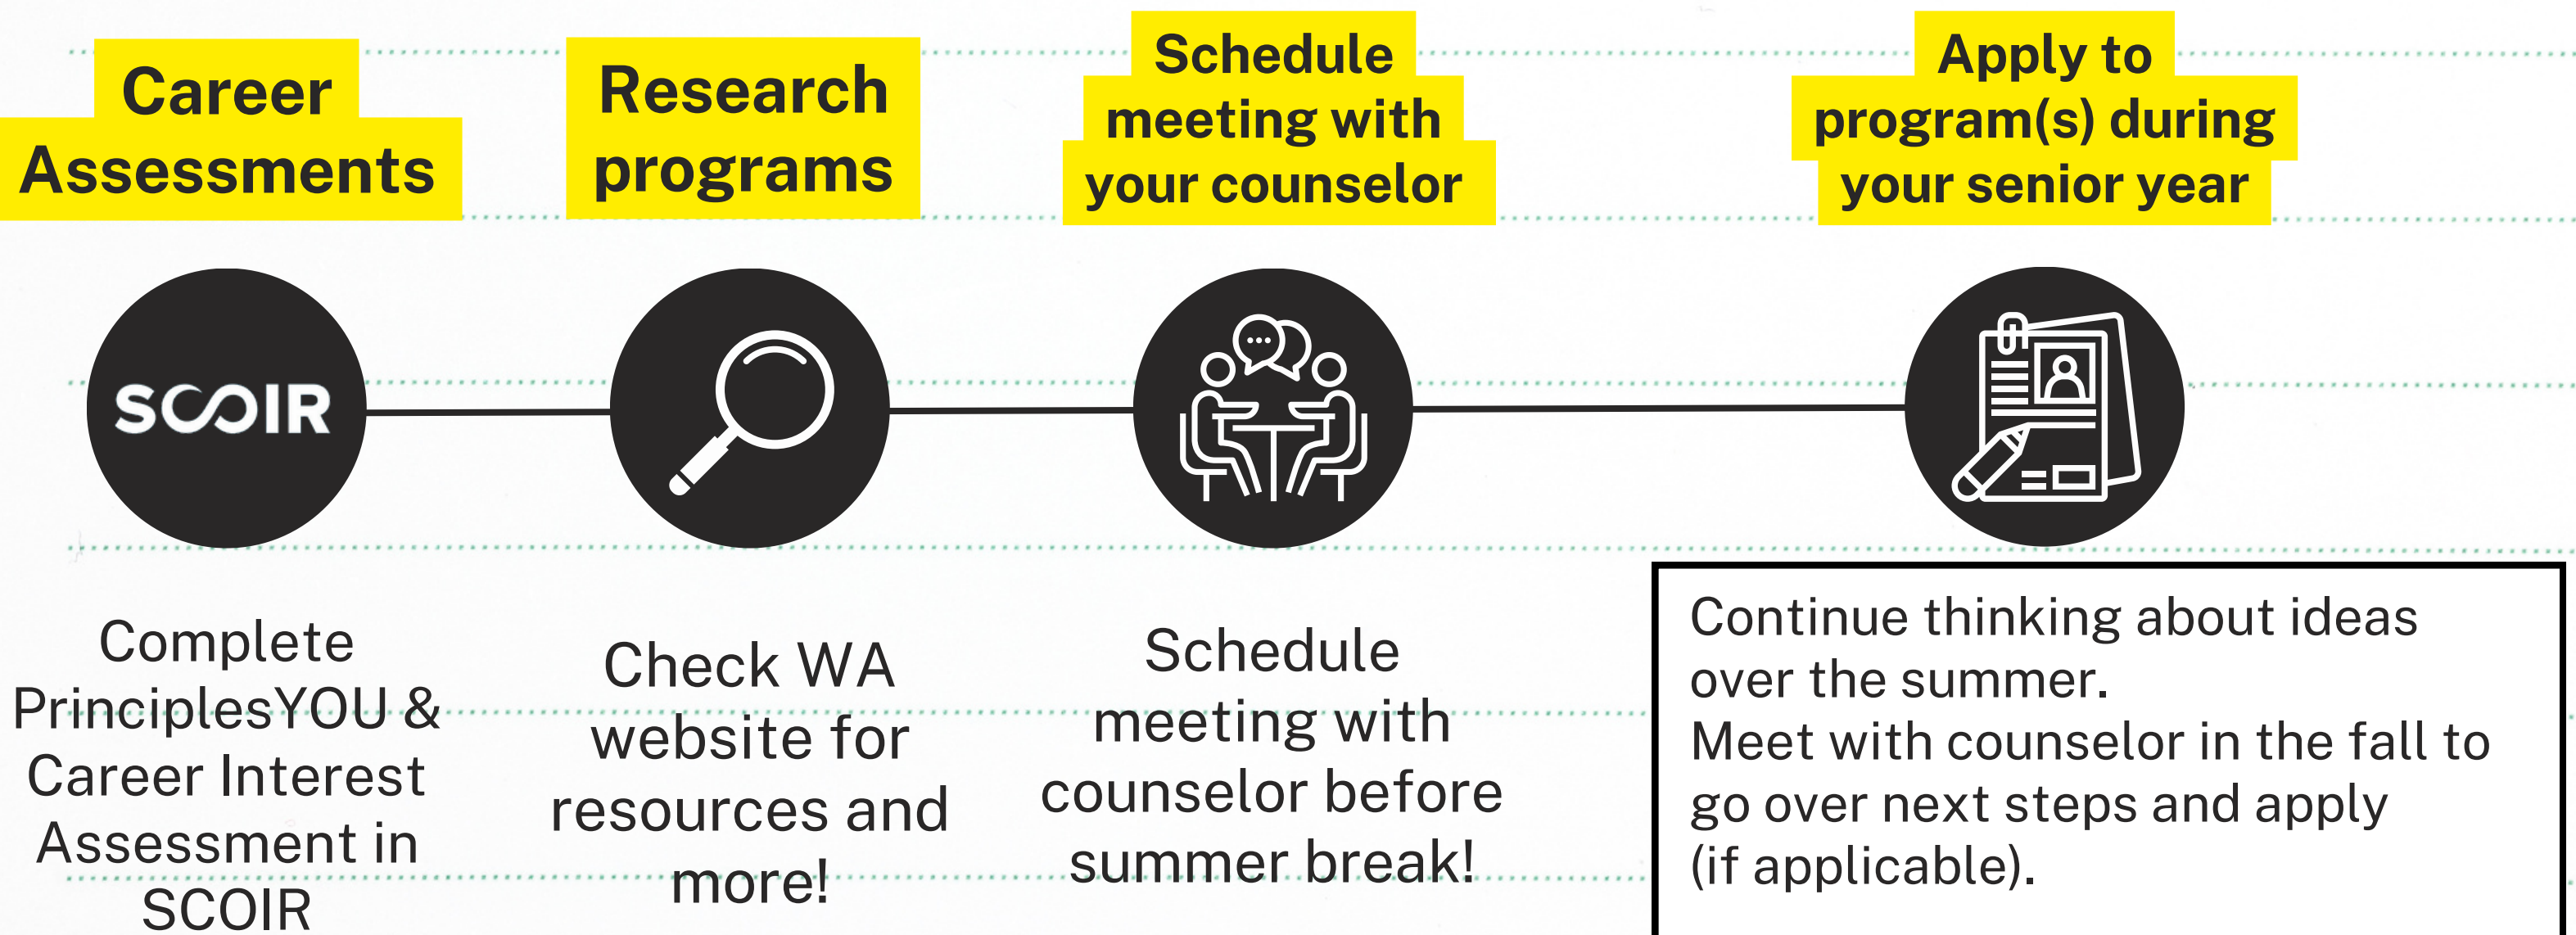 Career
Assessments
Research
programs
Schedule
meeting with
your counselor
Apply to
program(s) during
your senior year
SCOIR
Complete
PrinciplesYOU &
Career Interest
Assessment in
SCOIR
Check WA
website for
resources and
more!
Schedule
meeting with
counselor before
summer break!
Continue thinking about ideas
over the summer.
Meet with counselor in the fall to
go over next steps and apply
(if applicable).